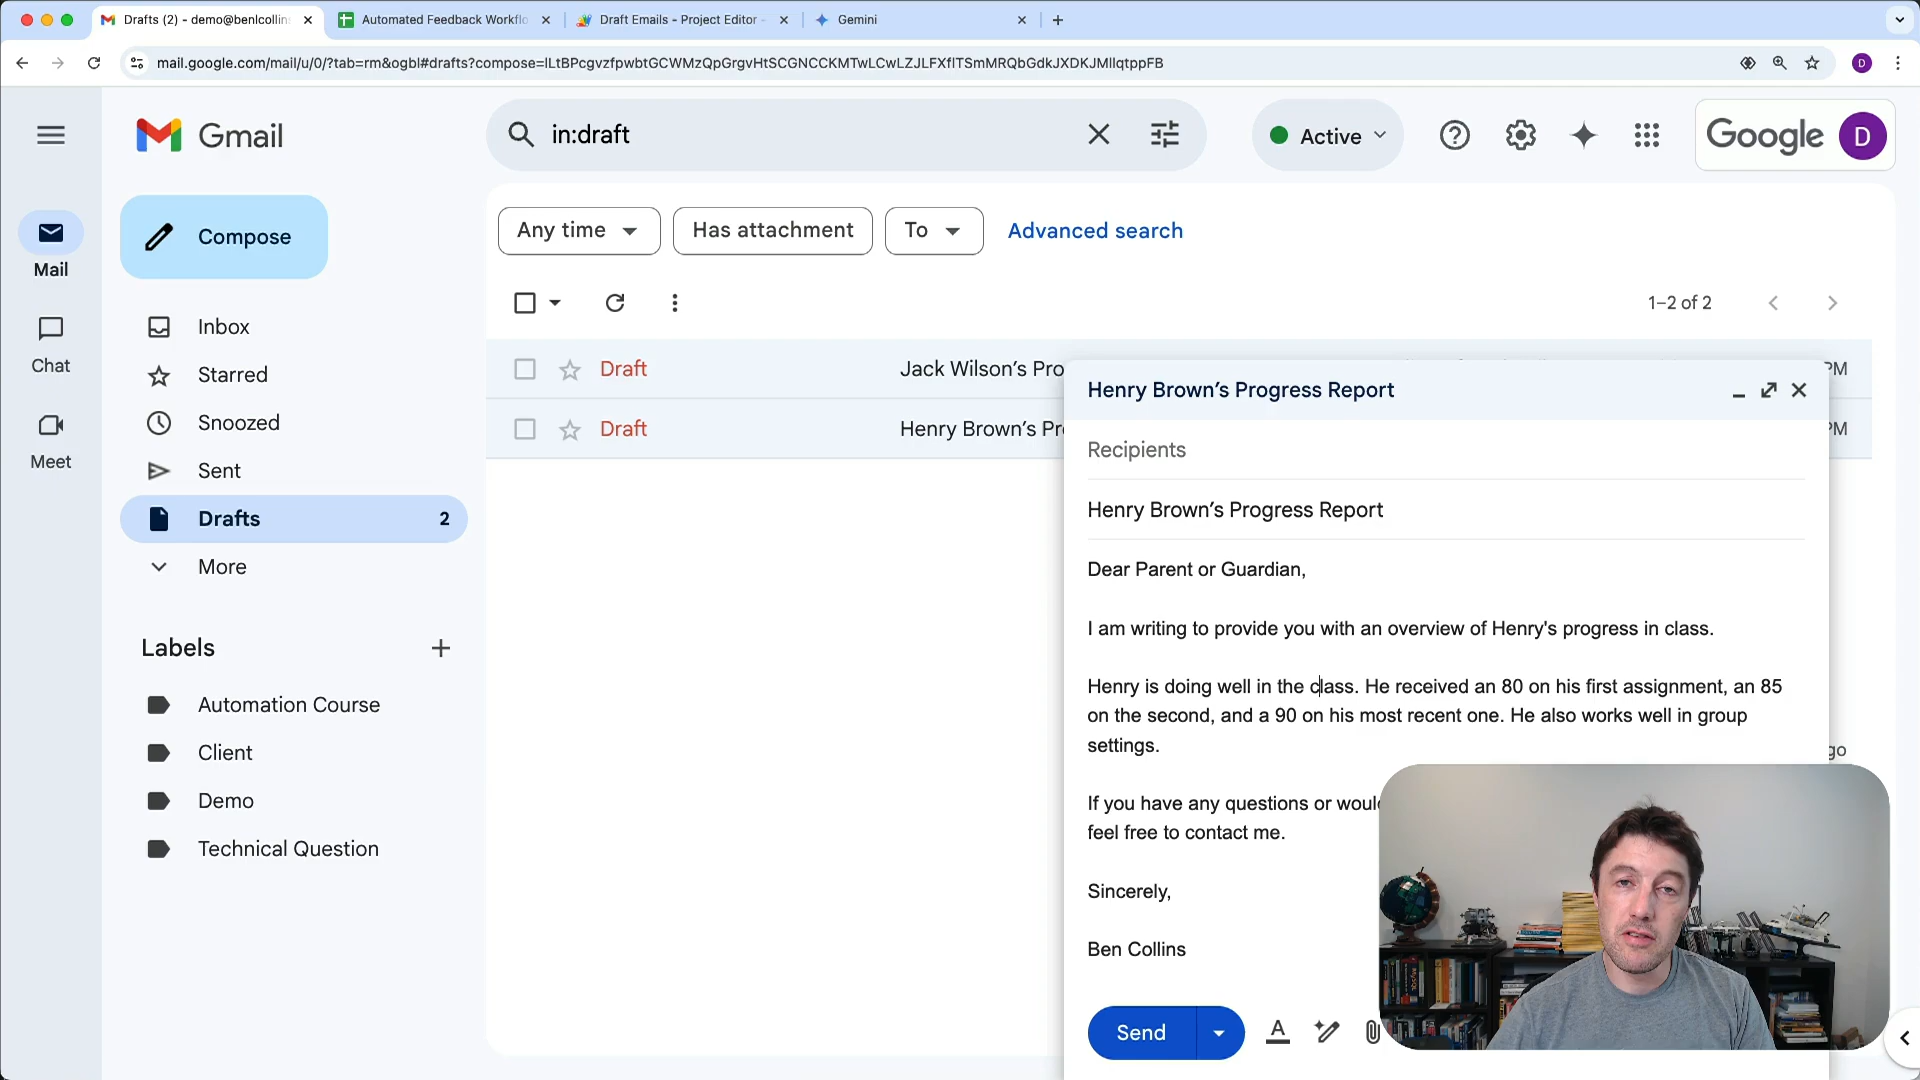 Drafts (2) - demo@benlcollin
Automated Feedback Workflo
Draft Emails - Project Editor -
Gemini
mail.google.com/mail/u/0/?tab=rm&ogbl#drafts?compose=
D
Gmail
in:draft
Active
Google
D
Compose
Mail
Chat
Meet
Inbox
Starred
Snoozed
Sent
Drafts 2
More
Labels
Automation Course
Client
Demo
Technical Question
Any time
Has attachment
To
Advanced search
1–2 of 2
Draft Jack Wilson’s Pro PM
Draft Henry Brown’s Pr PM
go
Henry Brown’s Progress Report
Recipients
Henry Brown’s Progress Report
Dear Parent or Guardian,
I am writing to provide you with an overview of Henry's progress in class.
Henry is doing well in the class. He received an 80 on his first assignment, an 85
on the second, and a 90 on his most recent one. He also works well in group
settings.
If you have any questions or would
feel free to contact me.
Sincerely,
Ben Collins
Send